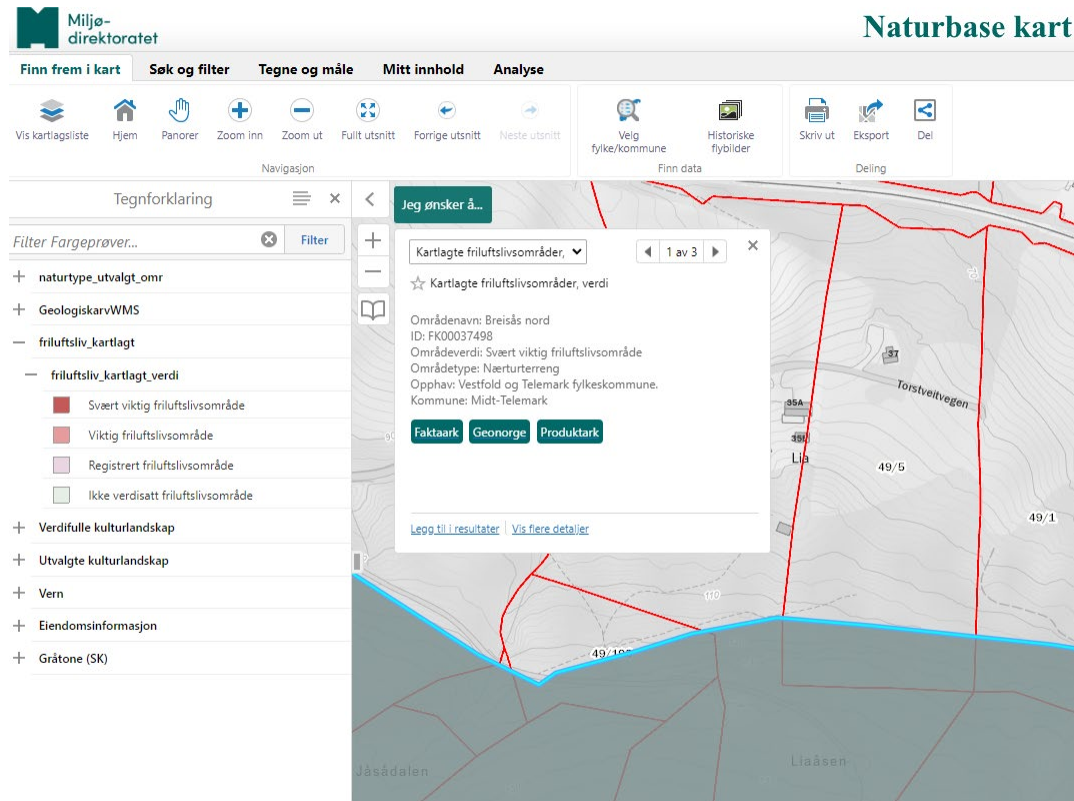 Miljø-
direktoratet
Naturbase kart
Finn frem i kart Søk og filter Tegne og måle Mitt innhold Analyse
Vis kartlagsliste Hjem Panorer Zoom inn Zoom ut Fullt utsnitt Forrige utsnitt Neste utsnitt
Velg fylke/kommune Historiske flybilder
Skriv ut Eksport Del
Navigasjon Finn data Deling
Tegnforklaring
Jeg ønsker å...
Filter Fargeprøver... Filter
naturtype_utvalgt_omr
GeologiskarvWMS
friluftsliv_kartlagt
friluftsliv_kartlagt_verdi
Svært viktig friluftslivsområde
Viktig friluftslivsområde
Registrert friluftslivsområde
Ikke verdisatt friluftslivsområde
Verdifulle kulturlandskap
Utvalgte kulturlandskap
Vern
Eiendomsinformasjon
Gråtone (SK)
Kartlagte friluftslivsområder, 1 av 3
Kartlagte friluftslivsområder, verdi
Områdenavn: Breisås nord
ID: FK00037498
Områdeverdi: Svært viktig friluftslivsområde
Områdetype: Nærturterreng
Opphav: Vestfold og Telemark fylkeskommune.
Kommune: Midt-Telemark
Faktaark Geonorge Produktark
Legg til i resultater Vis flere detaljer
37
Torstveitvegen
35A
Lia
49/5
49/1
110
Liaåsen
Jåsådalen